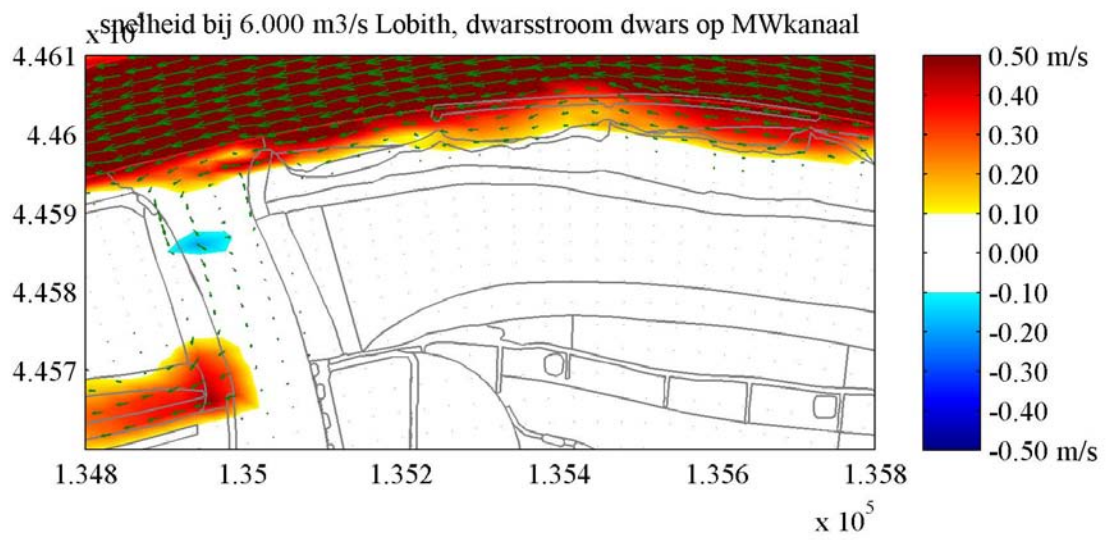 snelheid bij 6.000 m3/s Lobith, dwarsstroom dwars op MWkanaal
x 10^5
4.461
4.46
4.459
4.458
4.457
1.348 1.35 1.352 1.354 1.356 1.358
x 10^5
0.50 m/s
0.40
0.30
0.20
0.10
0.00
-0.10
-0.20
-0.30
-0.40
-0.50 m/s